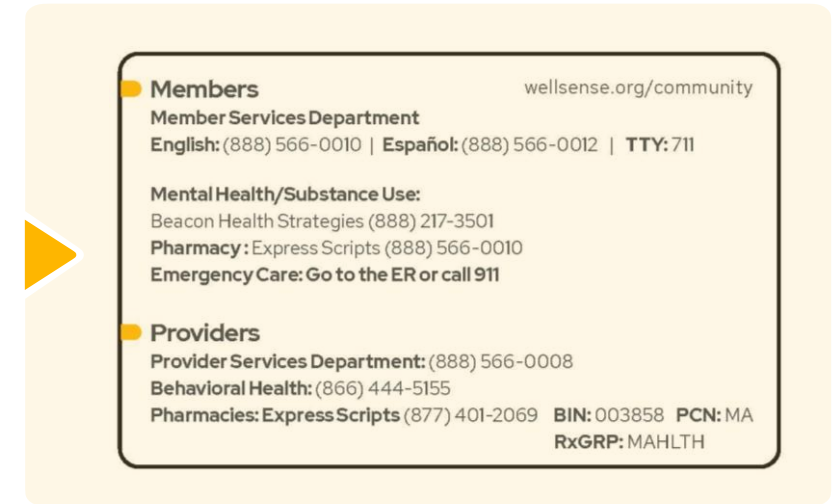 Members
wellsense.org/community
Member Services Department
English: (888) 566-0010 | Español: (888) 566-0012 | TTY: 711
Mental Health/Substance Use:
Beacon Health Strategies (888) 217-3501
Pharmacy: Express Scripts (888) 566-0010
Emergency Care: Go to the ER or call 911
Providers
Provider Services Department: (888) 566-0008
Behavioral Health: (866) 444-5155
Pharmacies: Express Scripts (877) 401-2069 BIN: 003858 PCN: MA
RxGRP: MAHLTH